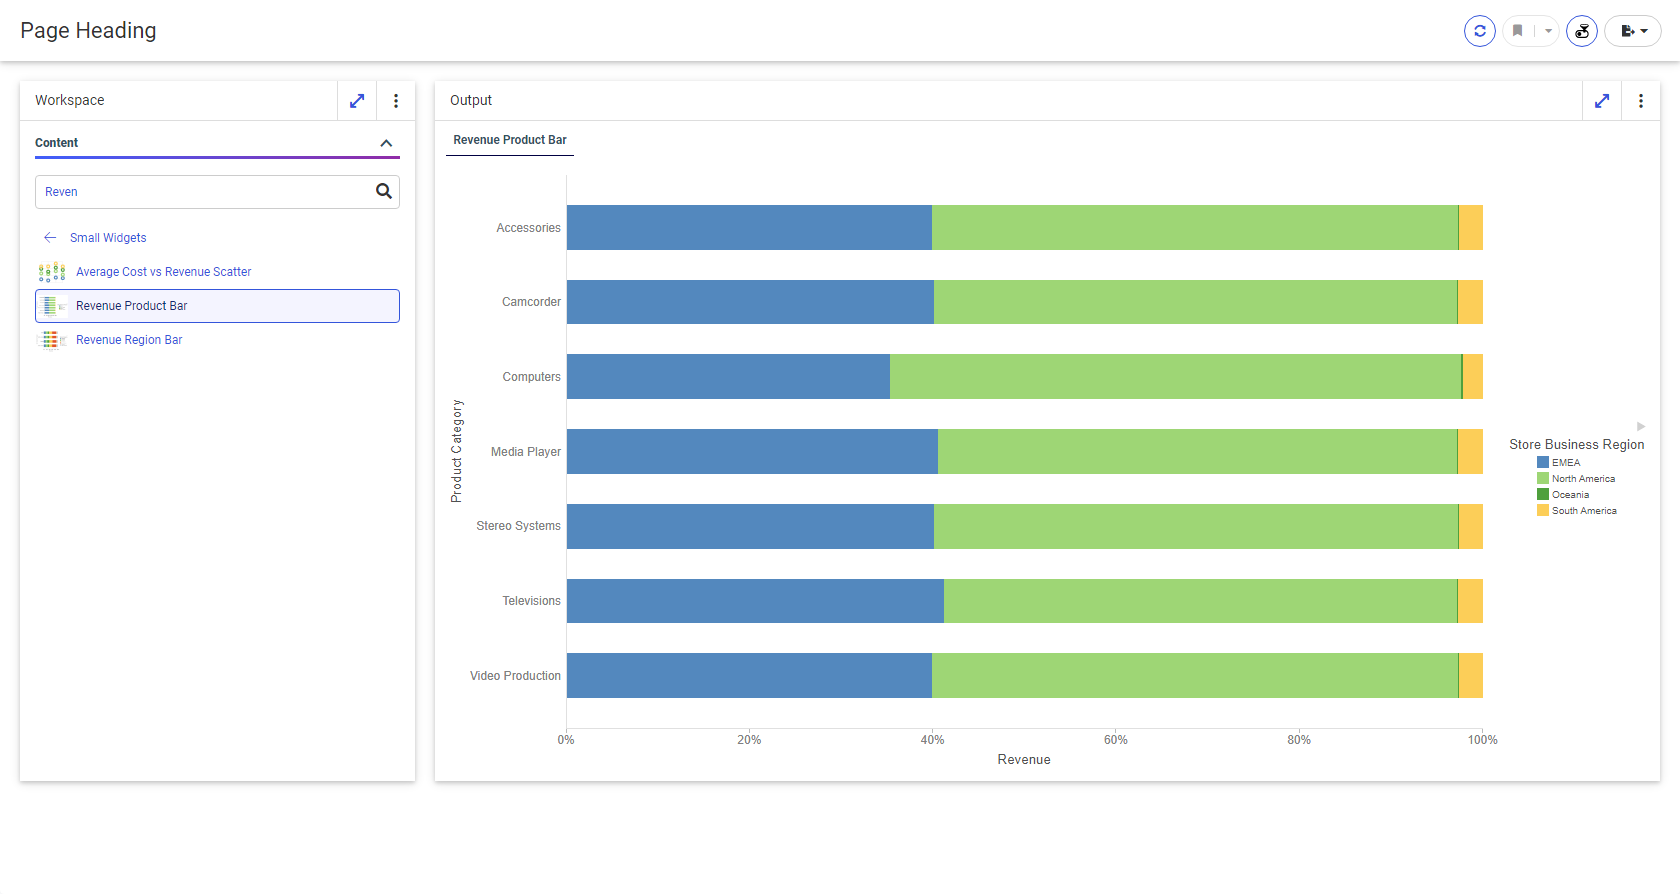 Page Heading
Workspace
Content
Reven
Small Widgets
Average Cost vs Revenue Scatter
Revenue Product Bar
Revenue Region Bar
Output
Revenue Product Bar
Product Category
Accessories
Camcorder
Computers
Media Player
Stereo Systems
Televisions
Video Production
0% 20% 40% 60% 80% 100%
Revenue
Store Business Region
EMEA
North America
Oceania
South America